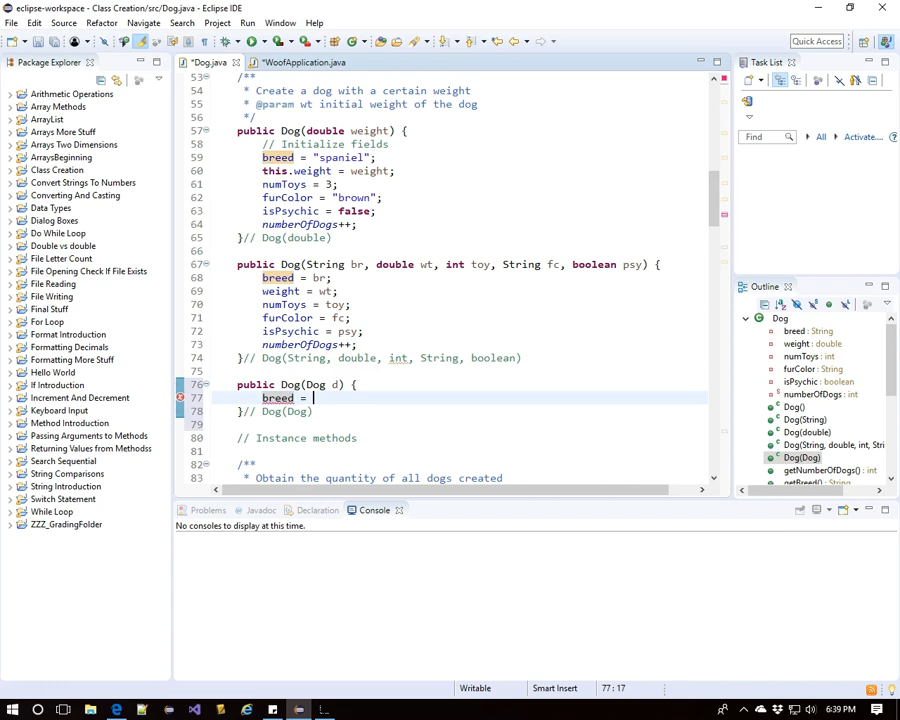 eclipse-workspace - Class Creation/src/Dog.java - Eclipse IDE
File Edit Source Refactor Navigate Search Project Run Window Help
Quick Access
Package Explorer
Arithmetic Operations
Array Methods
ArrayList
Arrays More Stuff
Arrays Two Dimensions
ArraysBeginning
Class Creation
Convert Strings To Numbers
Converting And Casting
Data Types
Dialog Boxes
Do While Loop
Double vs double
File Letter Count
File Opening Check If File Exists
File Reading
File Writing
Final Stuff
For Loop
Format Introduction
Formatting Decimals
Formatting More Stuff
Hello World
If Introduction
Increment And Decrement
Keyboard Input
Method Introduction
Passing Arguments to Methods
Returning Values from Methods
Search Sequential
String Comparisons
String Introduction
Switch Statement
While Loop
ZZZ_GradingFolder
*Dog.java *WoofApplication.java
53 /**
54 * Create a dog with a certain weight
55 * @param wt initial weight of the dog
56 */
57 public Dog(double weight) {
58 // Initialize fields
59 breed = "spaniel";
60 this.weight = weight;
61 numToys = 3;
62 furColor = "brown";
63 isPsychic = false;
64 numberOfDogs++;
65 }// Dog(double)
66
67 public Dog(String br, double wt, int toy, String fc, boolean psy) {
68 breed = br;
69 weight = wt;
70 numToys = toy;
71 furColor = fc;
72 isPsychic = psy;
73 numberOfDogs++;
74 }// Dog(String, double, int, String, boolean)
75
76 public Dog(Dog d) {
77 breed =
78 }// Dog(Dog)
79
80 // Instance methods
81
82 /**
83 * Obtain the quantity of all dogs created
Task List
Find All Activate...
Outline
Dog
breed : String
weight : double
numToys : int
furColor : String
isPsychic : boolean
numberOfDogs : int
Dog()
Dog(String)
Dog(double)
Dog(String, double, int, Stri
Dog(Dog)
getNumberOfDogs() : int
getBreed() : String
Problems Javadoc Declaration Console
No consoles to display at this time.
Writable Smart Insert 77 : 17
6:39 PM